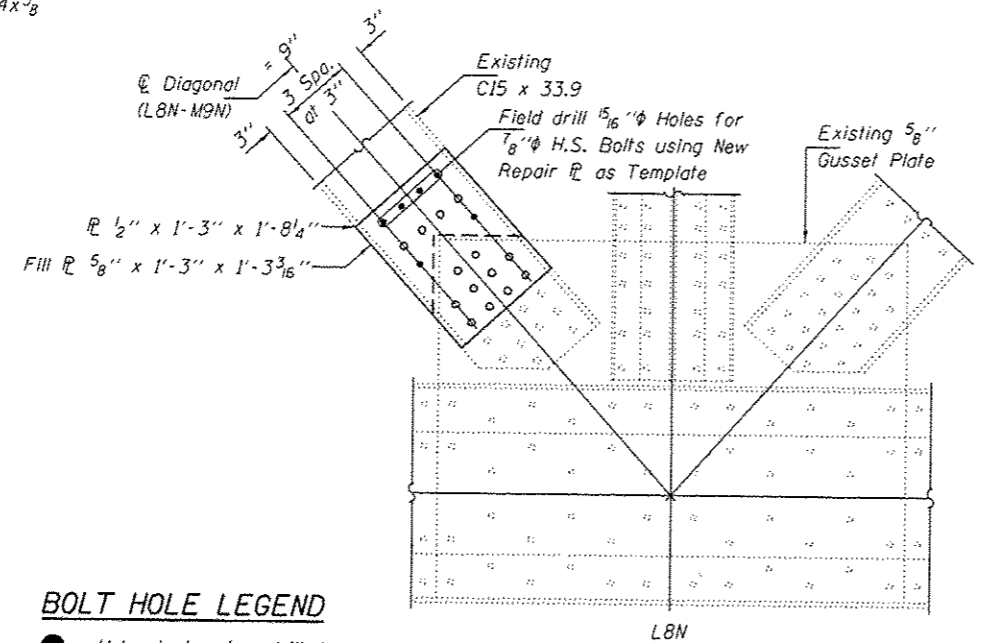 4x3/8
3"
= 9"
3 Spa.
at 3"
3"
℄ Diagonal
(L8N-M9N)
Existing
C15 x 33.9
Field drill 15/16"ϕ Holes for
7/8"ϕ H.S. Bolts using New
Repair ℙ as Template
Existing 5/8"
Gusset Plate
ℙ 1/2" x 1'-3" x 1'-8 1/4"
Fill ℙ 5/8" x 1'-3" x 1'-3 3/16"
BOLT HOLE LEGEND
L8N